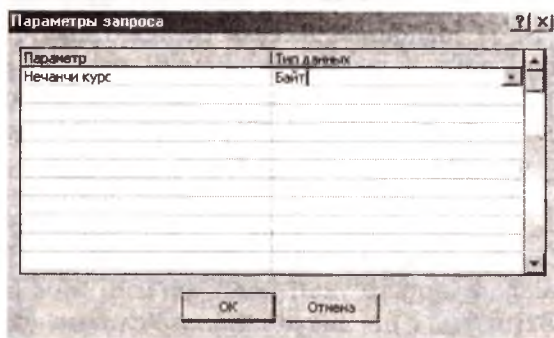 Параметры запроса
Параметр Тип данных
Нечанчи курс Байт
OK Отмена